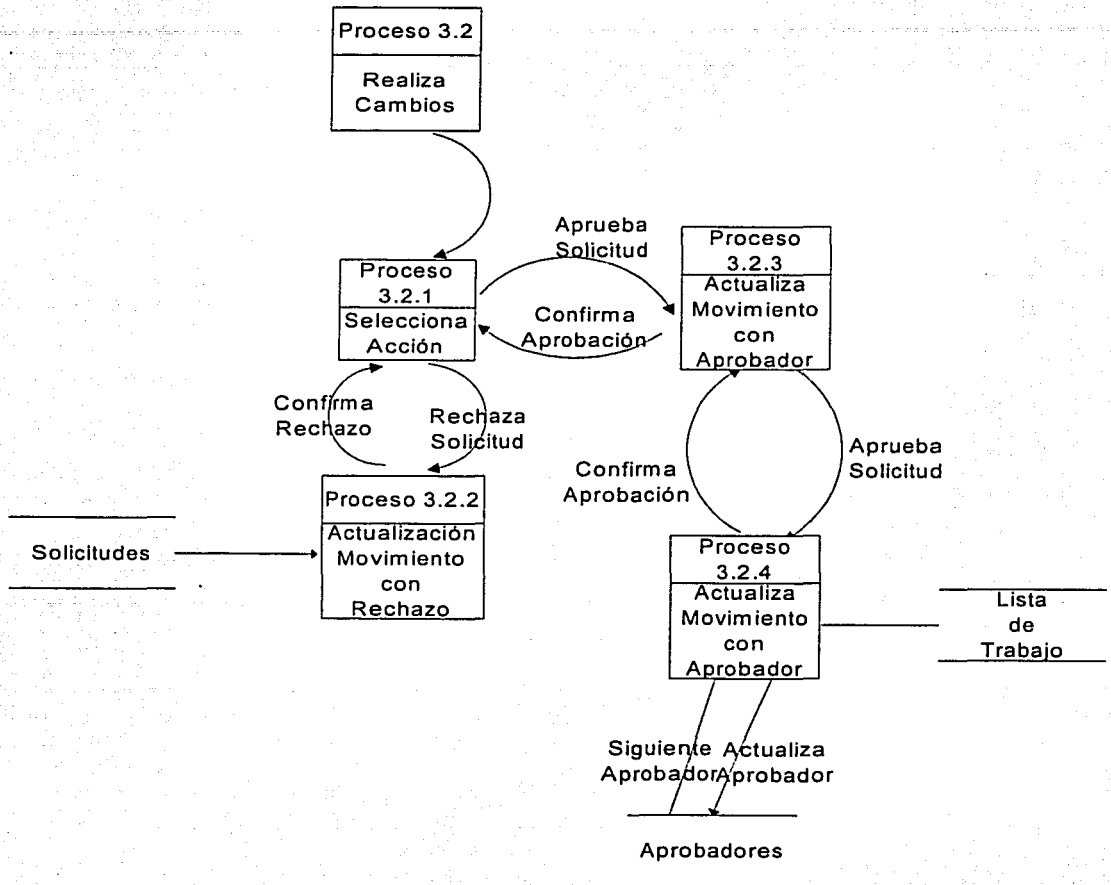 Proceso 3.2
Realiza
Cambios
Aprueba
Solicitud
Proceso
3.2.1
Selecciona
Acción
Confirma
Aprobación
Proceso
3.2.3
Actualiza
Movimiento
con
Aprobador
Confirma
Rechazo
Rechaza
Solicitud
Confirma
Aprobación
Aprueba
Solicitud
Solicitudes
Proceso 3.2.2
Actualización
Movimiento
con
Rechazo
Proceso
3.2.4
Actualiza
Movimiento
con
Aprobador
Lista
de
Trabajo
Siguiente
Aprobador
Actualiza
Aprobador
Aprobadores